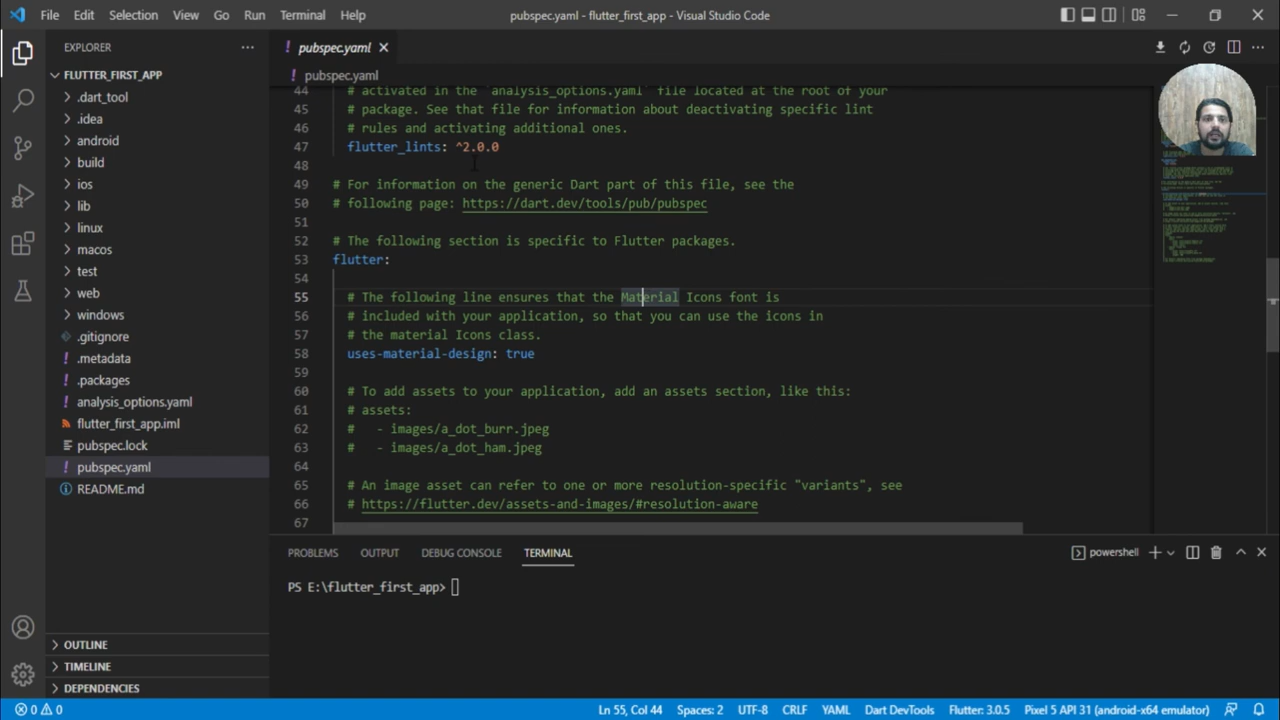 File Edit Selection View Go Run Terminal Help
pubspec.yaml - flutter_first_app - Visual Studio Code
EXPLORER
FLUTTER_FIRST_APP
.dart_tool
.idea
android
build
ios
lib
linux
macos
test
web
windows
.gitignore
.metadata
.packages
analysis_options.yaml
flutter_first_app.iml
pubspec.lock
pubspec.yaml
README.md
OUTLINE
TIMELINE
DEPENDENCIES
! pubspec.yaml
! pubspec.yaml
44 # activated in the `analysis_options.yaml` file located at the root of your
45 # package. See that file for information about deactivating specific lint
46 # rules and activating additional ones.
47 flutter_lints: ^2.0.0
48
49 # For information on the generic Dart part of this file, see the
50 # following page: https://dart.dev/tools/pub/pubspec
51
52 # The following section is specific to Flutter packages.
53 flutter:
54
55 # The following line ensures that the Material Icons font is
56 # included with your application, so that you can use the icons in
57 # the material Icons class.
58 uses-material-design: true
59
60 # To add assets to your application, add an assets section, like this:
61 # assets:
62 #   - images/a_dot_burr.jpeg
63 #   - images/a_dot_ham.jpeg
64
65 # An image asset can refer to one or more resolution-specific "variants", see
66 # https://flutter.dev/assets-and-images/#resolution-aware
67
PROBLEMS OUTPUT DEBUG CONSOLE TERMINAL
powershell
PS E:\flutter_first_app>
0 0
Ln 55, Col 44 Spaces: 2 UTF-8 CRLF YAML Dart DevTools Flutter: 3.0.5 Pixel 5 API 31 (android-x64 emulator)